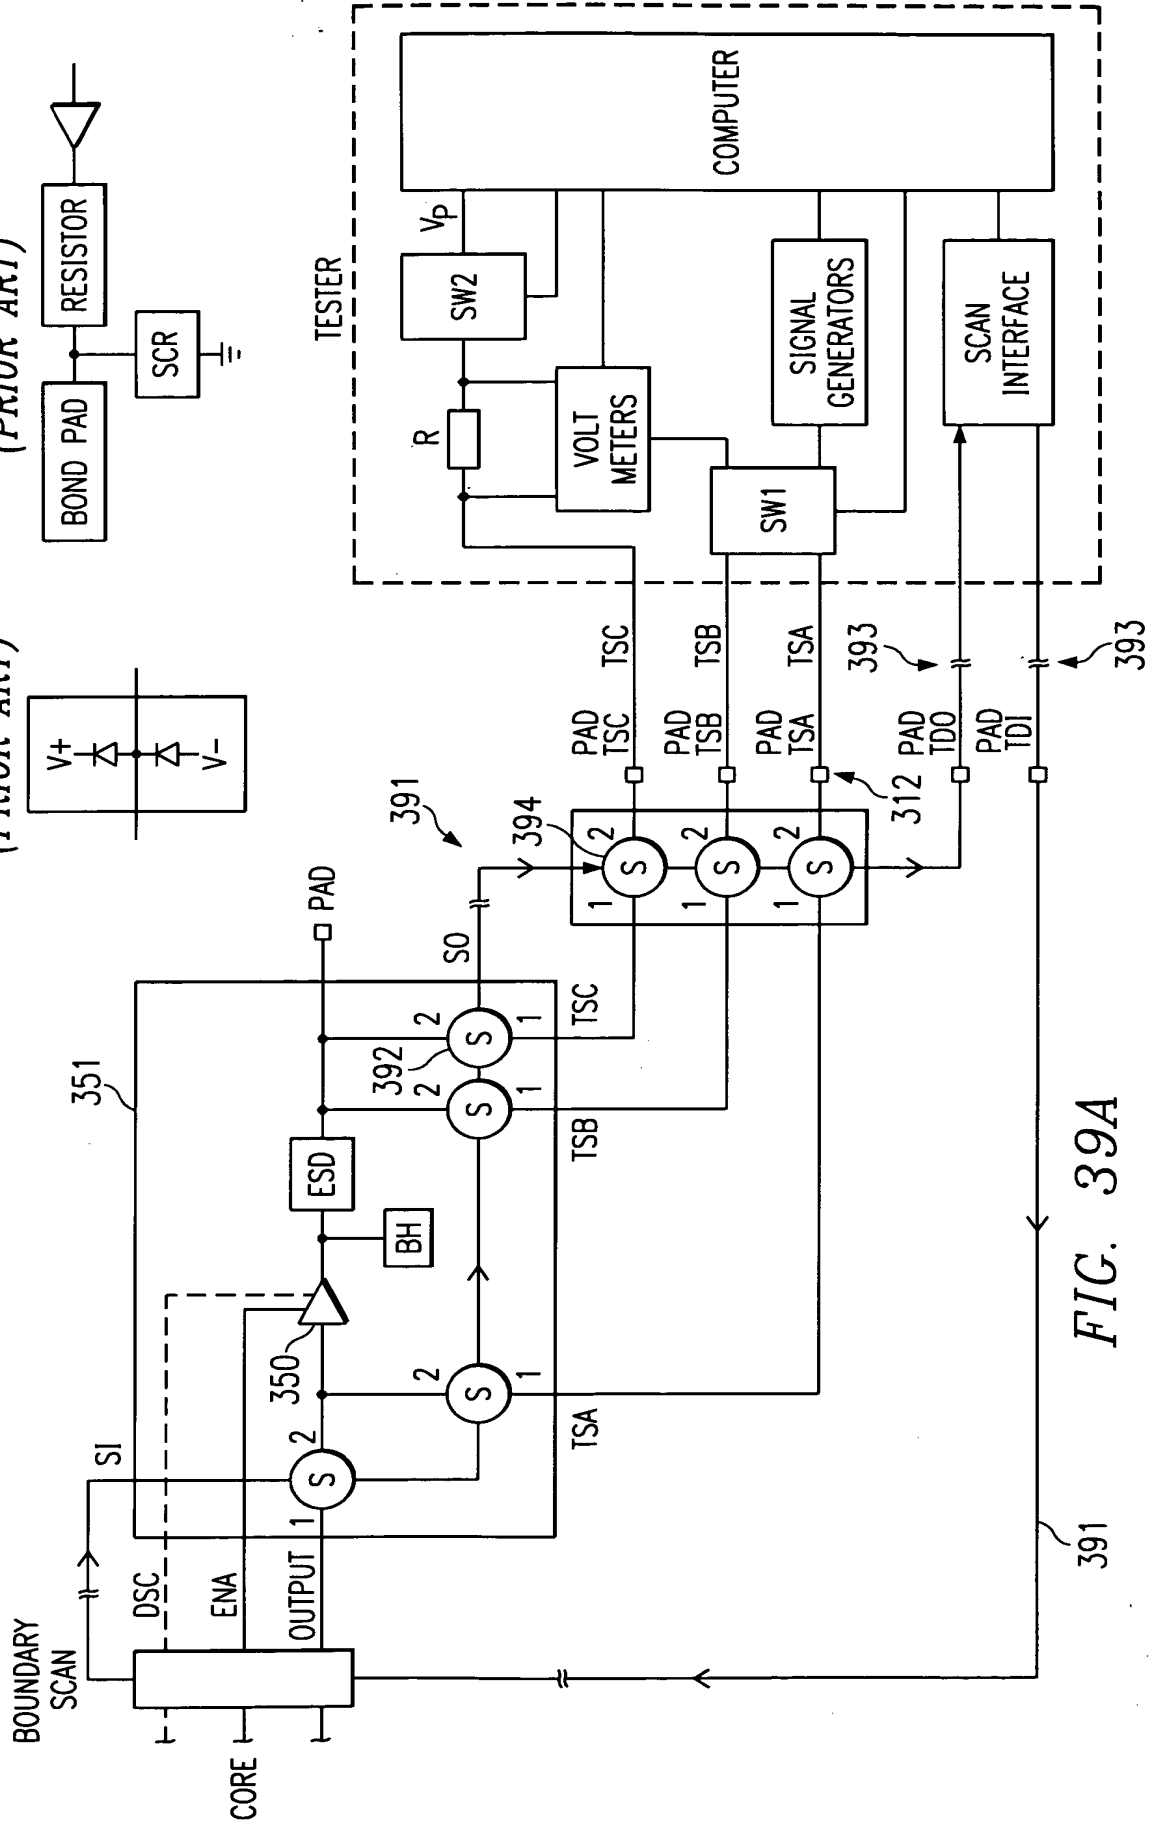 (PRIOR ART)
(PRIOR ART)
V+
V-
BOND PAD
RESISTOR
SCR
BOUNDARY
SCAN
CORE
DSC
ENA
OUTPUT
SI
351
1
S
2
350
BH
ESD
PAD
2
S
1
TSA
2
S
1
TSB
392
2
S
1
TSC
SO
391
394
1
S
2
1
S
2
1
S
2
312
PAD
TSC
PAD
TSB
PAD
TSA
PAD
TDO
PAD
TDI
TSC
TSB
TSA
393
393
391
TESTER
R
SW2
VP
VOLT
METERS
SW1
SIGNAL
GENERATORS
SCAN
INTERFACE
COMPUTER
FIG. 39A